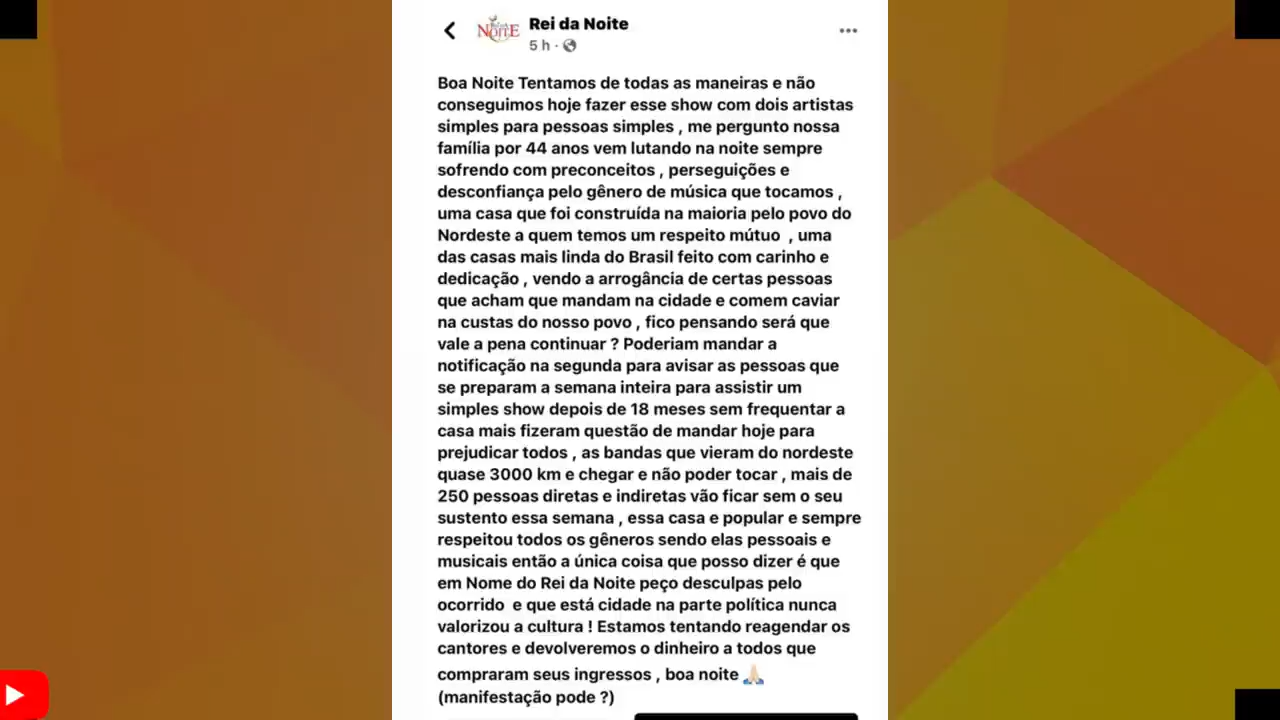 NOITE
Rei da Noite
5 h ·
Boa Noite Tentamos de todas as maneiras e não
conseguimos hoje fazer esse show com dois artistas
simples para pessoas simples , me pergunto nossa
família por 44 anos vem lutando na noite sempre
sofrendo com preconceitos , perseguições e
desconfiança pelo gênero de música que tocamos ,
uma casa que foi construída na maioria pelo povo do
Nordeste a quem temos um respeito mútuo , uma
das casas mais linda do Brasil feito com carinho e
dedicação , vendo a arrogância de certas pessoas
que acham que mandam na cidade e comem caviar
na custas do nosso povo , fico pensando será que
vale a pena continuar ? Poderiam mandar a
notificação na segunda para avisar as pessoas que
se preparam a semana inteira para assistir um
simples show depois de 18 meses sem frequentar a
casa mais fizeram questão de mandar hoje para
prejudicar todos , as bandas que vieram do nordeste
quase 3000 km e chegar e não poder tocar , mais de
250 pessoas diretas e indiretas vão ficar sem o seu
sustento essa semana , essa casa e popular e sempre
respeitou todos os gêneros sendo elas pessoais e
musicais então a única coisa que posso dizer é que
em Nome do Rei da Noite peço desculpas pelo
ocorrido e que está cidade na parte política nunca
valorizou a cultura ! Estamos tentando reagendar os
cantores e devolveremos o dinheiro a todos que
compraram seus ingressos , boa noite 🙏🏻
(manifestação pode ?)